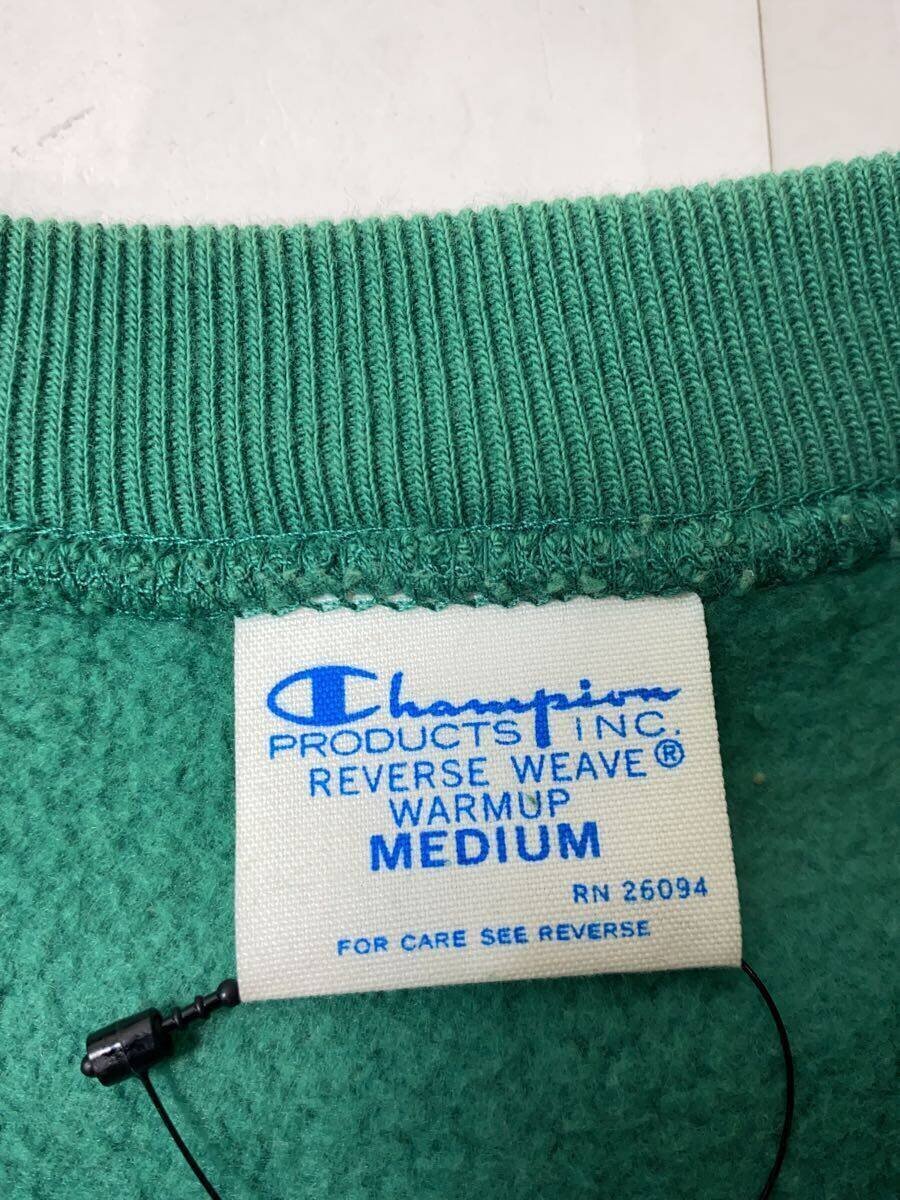 Champion
PRODUCTS INC.
REVERSE WEAVE®
WARMUP
MEDIUM
RN 26094
FOR CARE SEE REVERSE